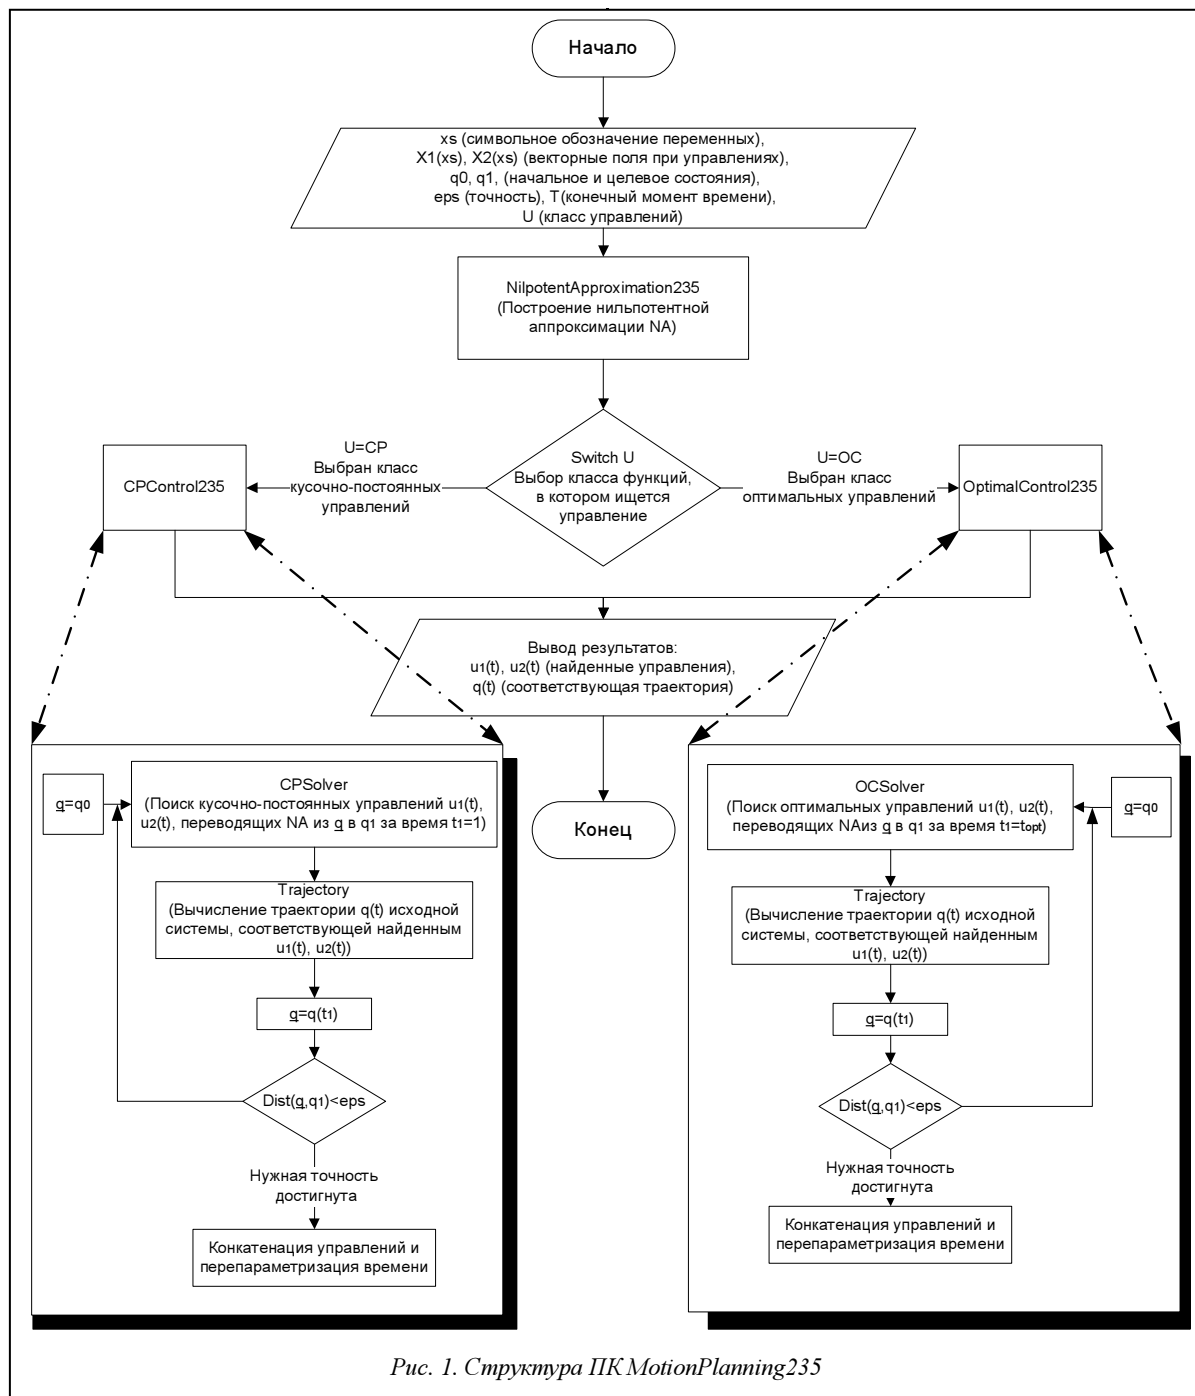 Начало
xs (символьное обозначение переменных),
X1(xs), X2(xs) (векторные поля при управлениях),
q0, q1, (начальное и целевое состояния),
eps (точность), T(конечный момент времени),
U (класс управлений)
NilpotentApproximation235
(Построение нильпотентной
аппроксимации NA)
Switch U
Выбор класса функций,
в котором ищется
управление
U=CP
Выбран класс
кусочно-постоянных
управлений
CPControl235
U=OC
Выбран класс
оптимальных управлений
OptimalControl235
Вывод результатов:
u1(t), u2(t) (найденные управления),
q(t) (соответствующая траектория)
Конец
q=q0
CPSolver
(Поиск кусочно-постоянных управлений u1(t),
u2(t), переводящих NA из q в q1 за время t1=1)
Trajectory
(Вычисление траектории q(t) исходной
системы, соответствующей найденным
u1(t), u2(t))
q=q(t1)
Dist(q,q1)<eps
Нужная точность
достигнута
Конкатенация управлений и
перепараметризация времени
OCSolver
(Поиск оптимальных управлений u1(t), u2(t),
переводящих NAиз q в q1 за время t1=topt)
q=q0
Trajectory
(Вычисление траектории q(t) исходной
системы, соответствующей найденным
u1(t), u2(t))
q=q(t1)
Dist(q,q1)<eps
Нужная точность
достигнута
Конкатенация управлений и
перепараметризация времени
Рис. 1. Структура ПК MotionPlanning235